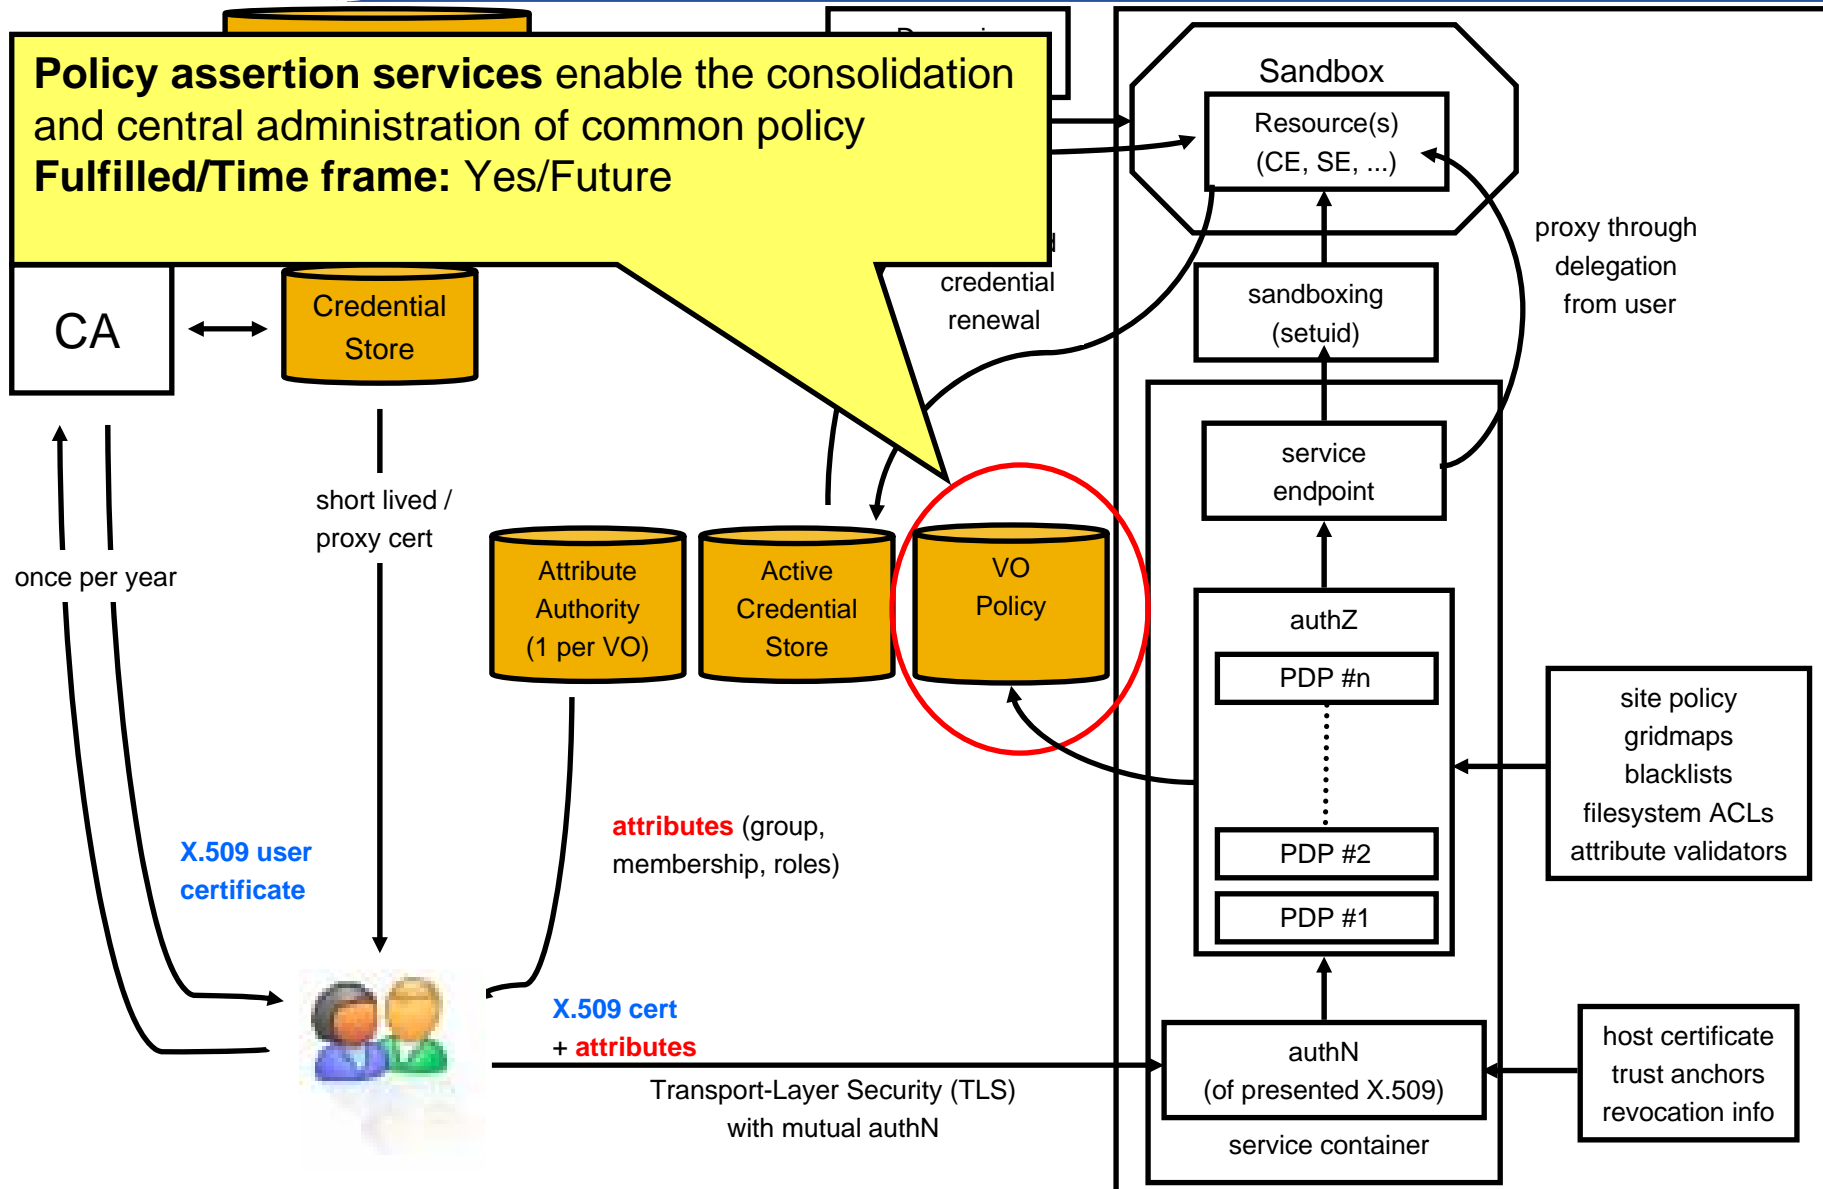 Policy assertion services enable the consolidation
and central administration of common policy
Fulfilled/Time frame: Yes/Future
Sandbox
Resource(s)
(CE, SE, ...)
proxy through
delegation
from user
credential
renewal
sandboxing
(setuid)
CA
Credential
Store
service
endpoint
short lived /
proxy cert
once per year
Attribute
Authority
(1 per VO)
Active
Credential
Store
VO
Policy
authZ
PDP #n
PDP #2
PDP #1
site policy
gridmaps
blacklists
filesystem ACLs
attribute validators
attributes (group,
membership, roles)
X.509 user
certificate
X.509 cert
+ attributes
Transport-Layer Security (TLS)
with mutual authN
authN
(of presented X.509)
service container
host certificate
trust anchors
revocation info